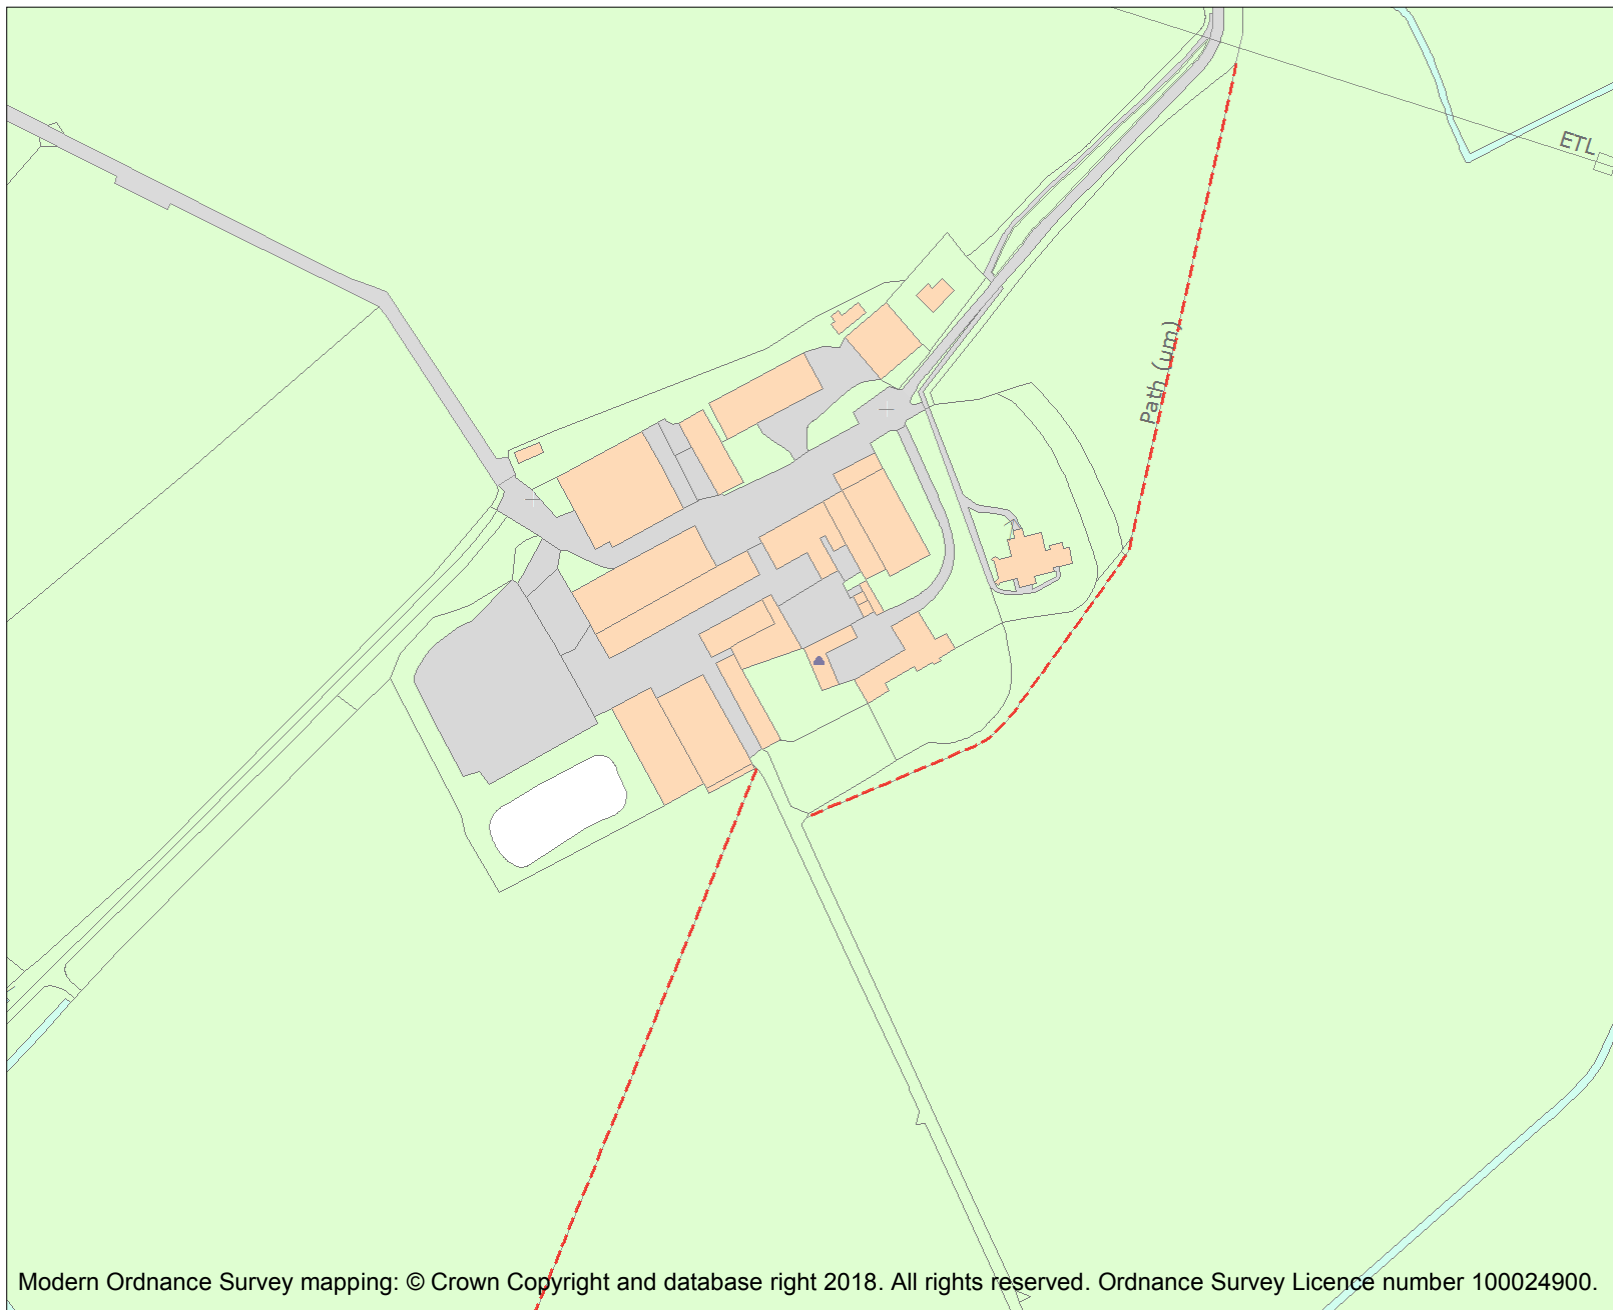 ETL
Path (um)
Modern Ordnance Survey mapping: © Crown Copyright and database right 2018. All rights reserved. Ordnance Survey Licence number 100024900.